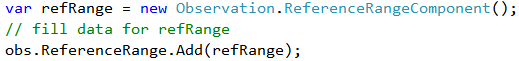 var refRange = new Observation.ReferenceRangeComponent();
// fill data for refRange
obs.ReferenceRange.Add(refRange);